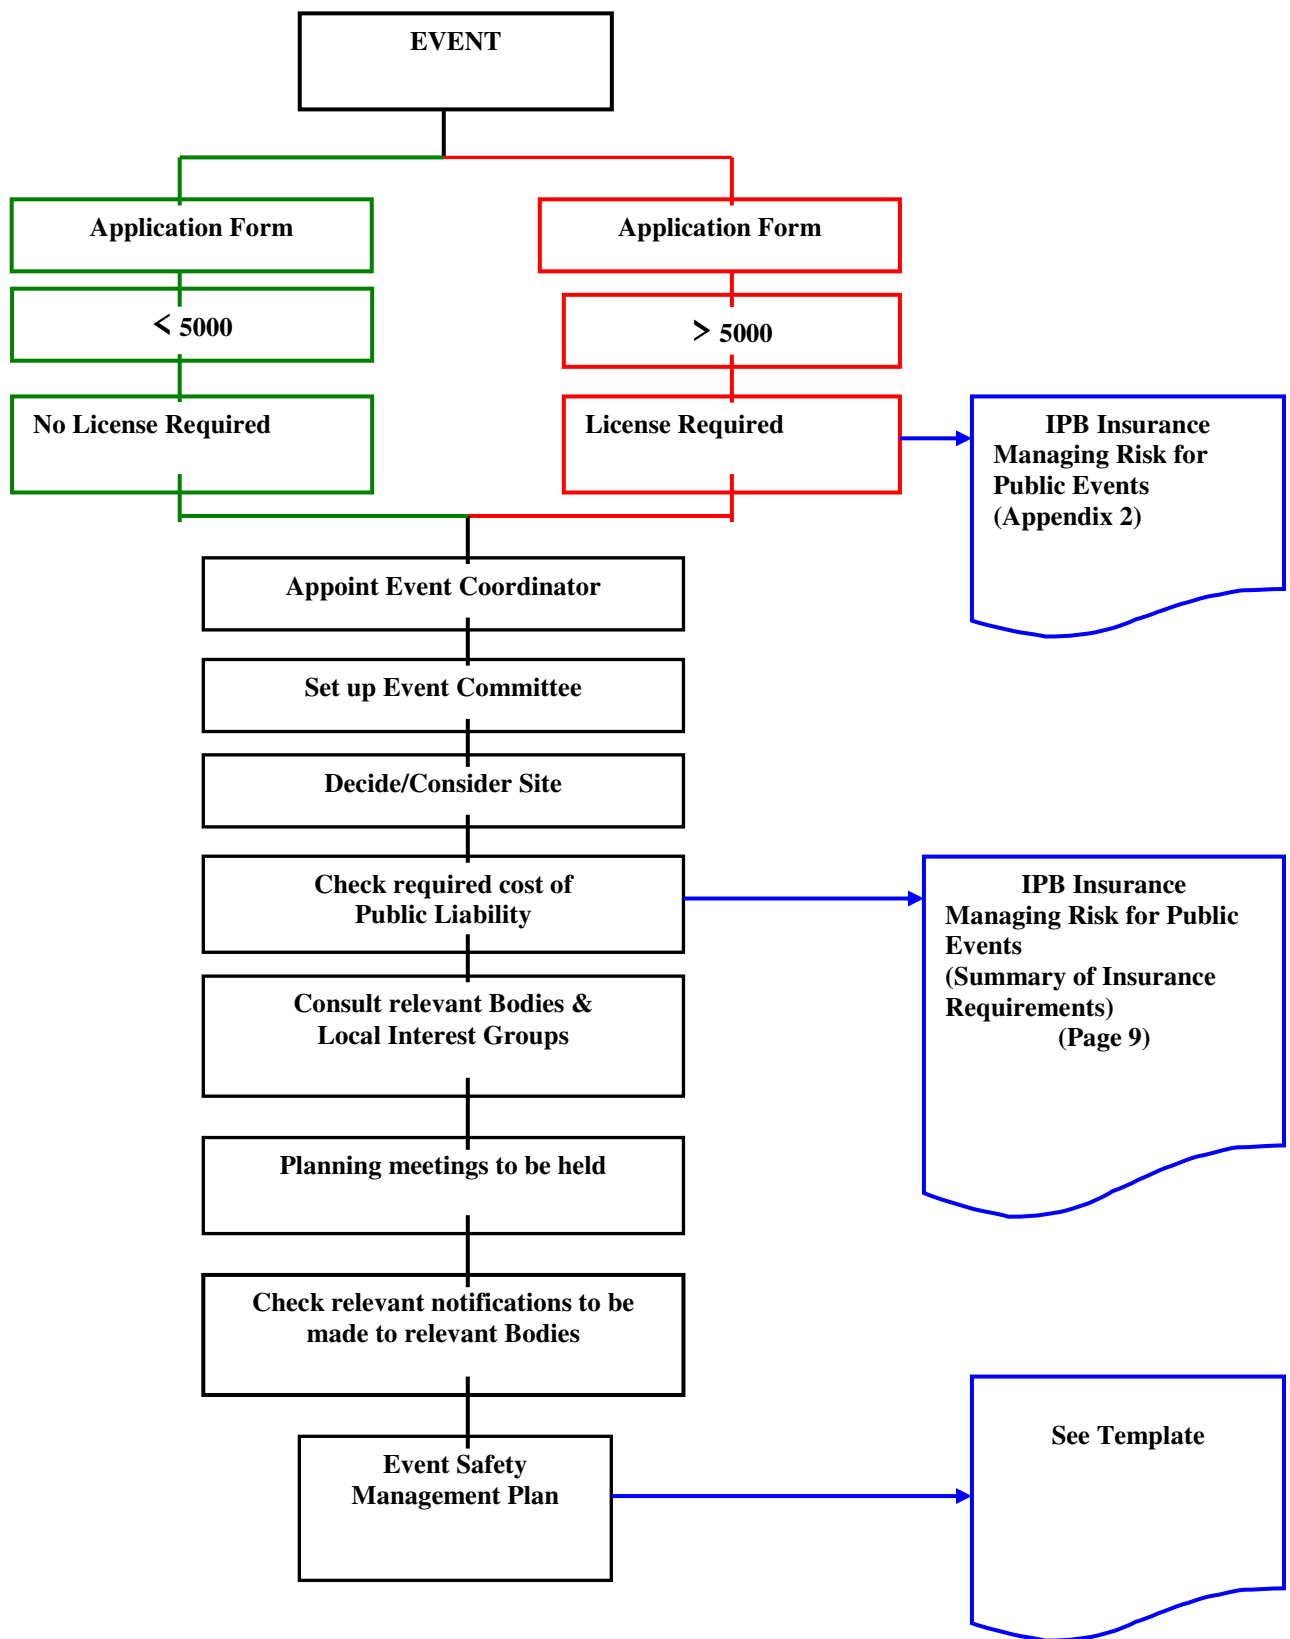 EVENT
Application Form
Application Form
< 5000
> 5000
No License Required
License Required
IPB Insurance
Managing Risk for
Public Events
(Appendix 2)
Appoint Event Coordinator
Set up Event Committee
Decide/Consider Site
Check required cost of
Public Liability
IPB Insurance
Managing Risk for Public
Events
(Summary of Insurance
Requirements)
(Page 9)
Consult relevant Bodies &
Local Interest Groups
Planning meetings to be held
Check relevant notifications to be
made to relevant Bodies
Event Safety
Management Plan
See Template